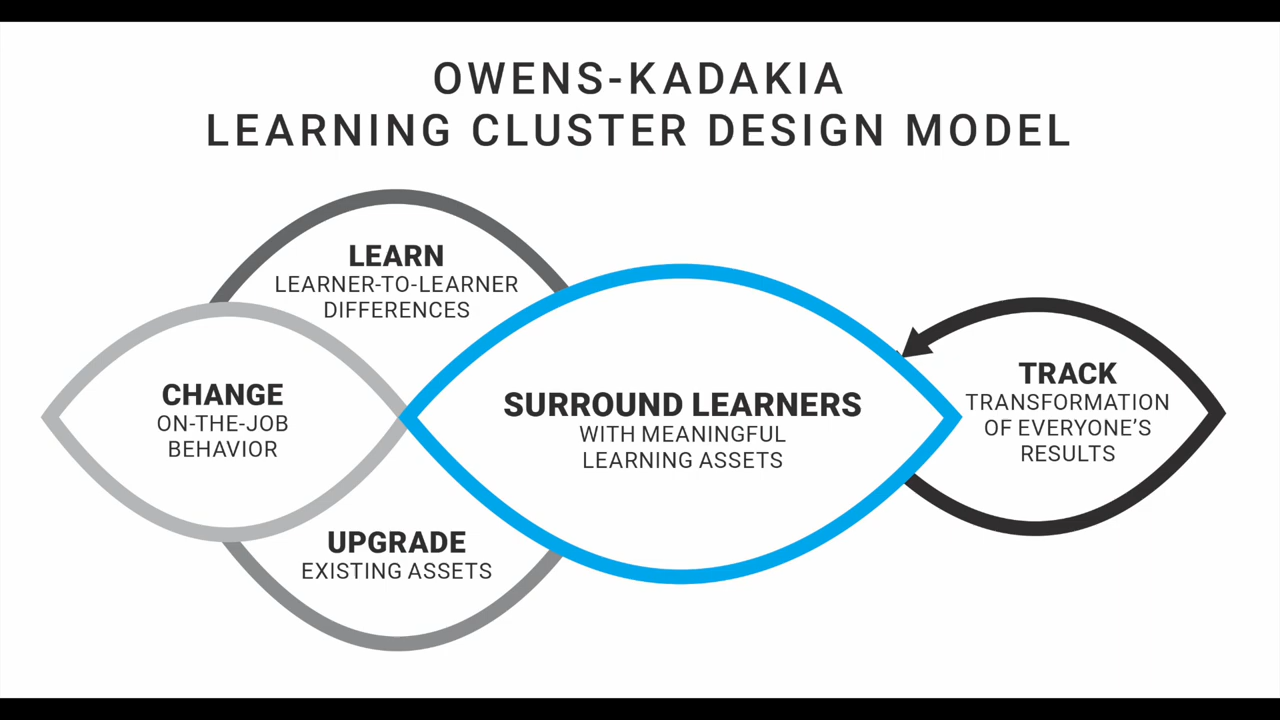 OWENS-KADAKIA
LEARNING CLUSTER DESIGN MODEL
LEARN
LEARNER-TO-LEARNER
DIFFERENCES
CHANGE
ON-THE-JOB
BEHAVIOR
UPGRADE
EXISTING ASSETS
SURROUND LEARNERS
WITH MEANINGFUL
LEARNING ASSETS
TRACK
TRANSFORMATION
OF EVERYONE'S
RESULTS